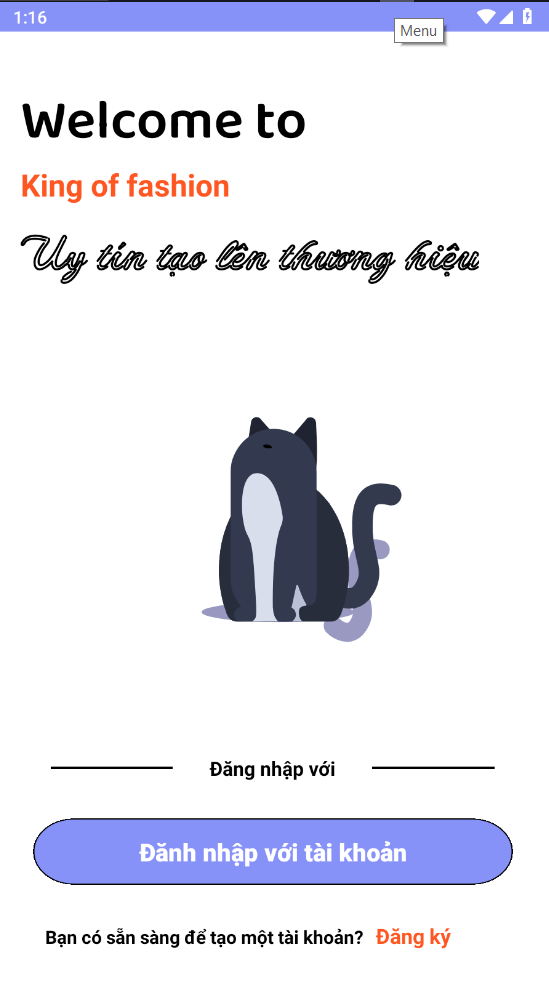 1:16
Menu
Welcome to
King of fashion
Uy tín tạo lên thương hiệu
Đăng nhập với
Đănh nhập với tài khoản
Bạn có sẵn sàng để tạo một tài khoản? Đăng ký